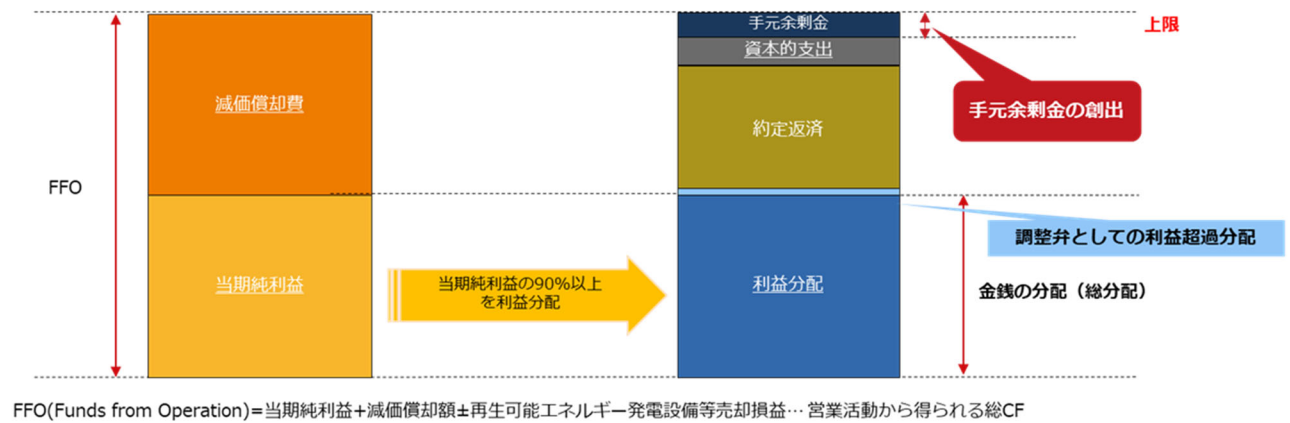 手元余剰金
上限
資本的支出
減価償却費
手元余剰金の創出
約定返済
FFO
調整弁としての利益超過分配
当期純利益
当期純利益の90%以上
を利益分配
利益分配
金銭の分配（総分配）
FFO(Funds from Operation)=当期純利益+減価償却額±再生可能エネルギー発電設備等売却損益… 営業活動から得られる総CF